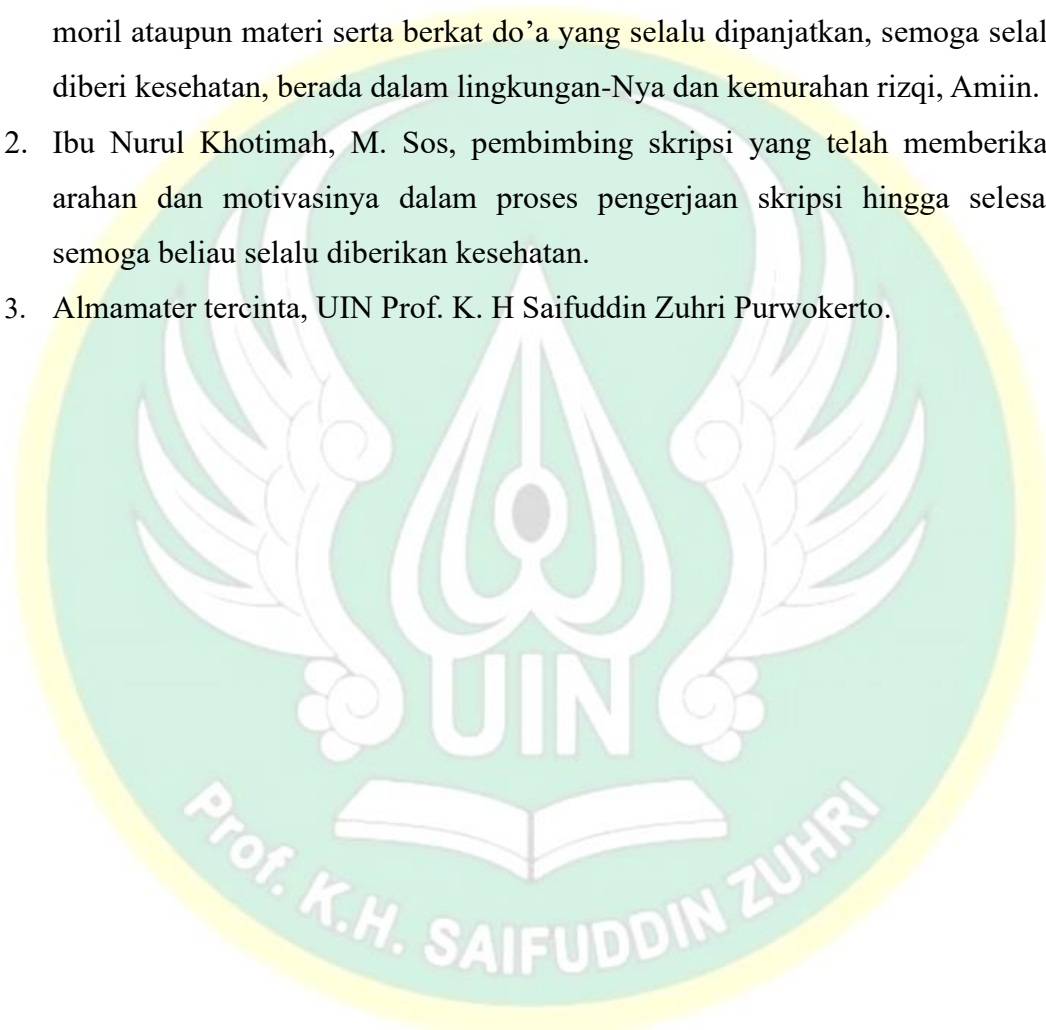 moril ataupun materi serta berkat do’a yang selalu dipanjatkan, semoga selal
diberi kesehatan, berada dalam lingkungan-Nya dan kemurahan rizqi, Amiin.
2. Ibu Nurul Khotimah, M. Sos, pembimbing skripsi yang telah memberika
arahan dan motivasinya dalam proses pengerjaan skripsi hingga selesa
semoga beliau selalu diberikan kesehatan.
3. Almamater tercinta, UIN Prof. K. H Saifuddin Zuhri Purwokerto.
UIN
Prof. K.H. SAIFUDDIN ZUHRI